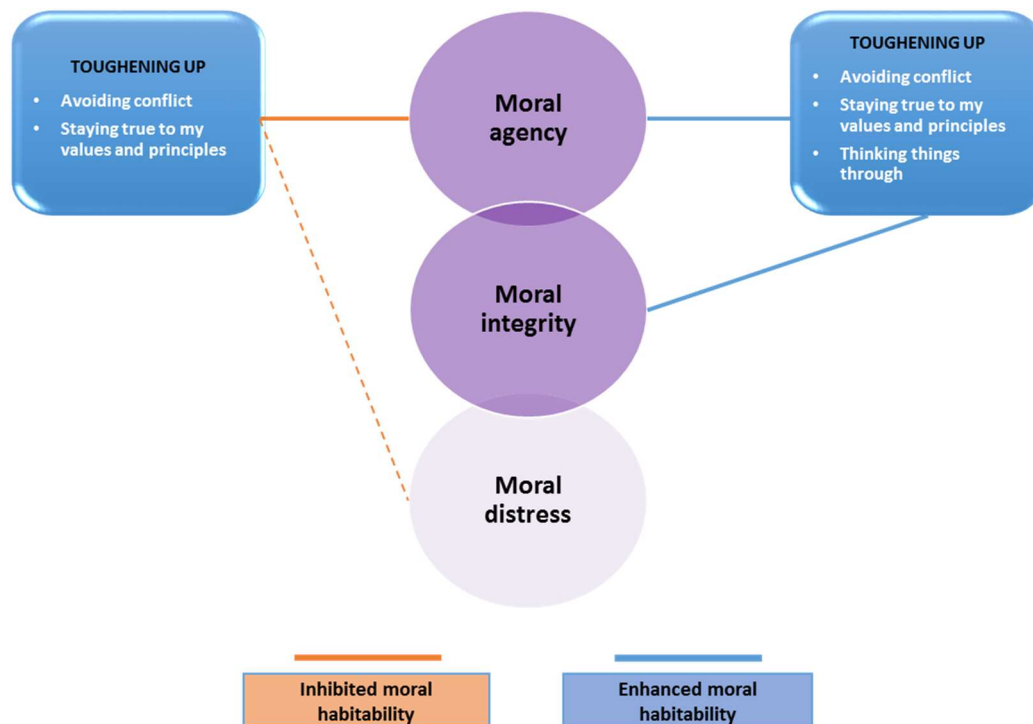 TOUGHENING UP
• Avoiding conflict
• Staying true to my
values and principles
Moral
agency
Moral
integrity
Moral
distress
TOUGHENING UP
• Avoiding conflict
• Staying true to my
values and principles
• Thinking things
through
Inhibited moral
habitability
Enhanced moral
habitability